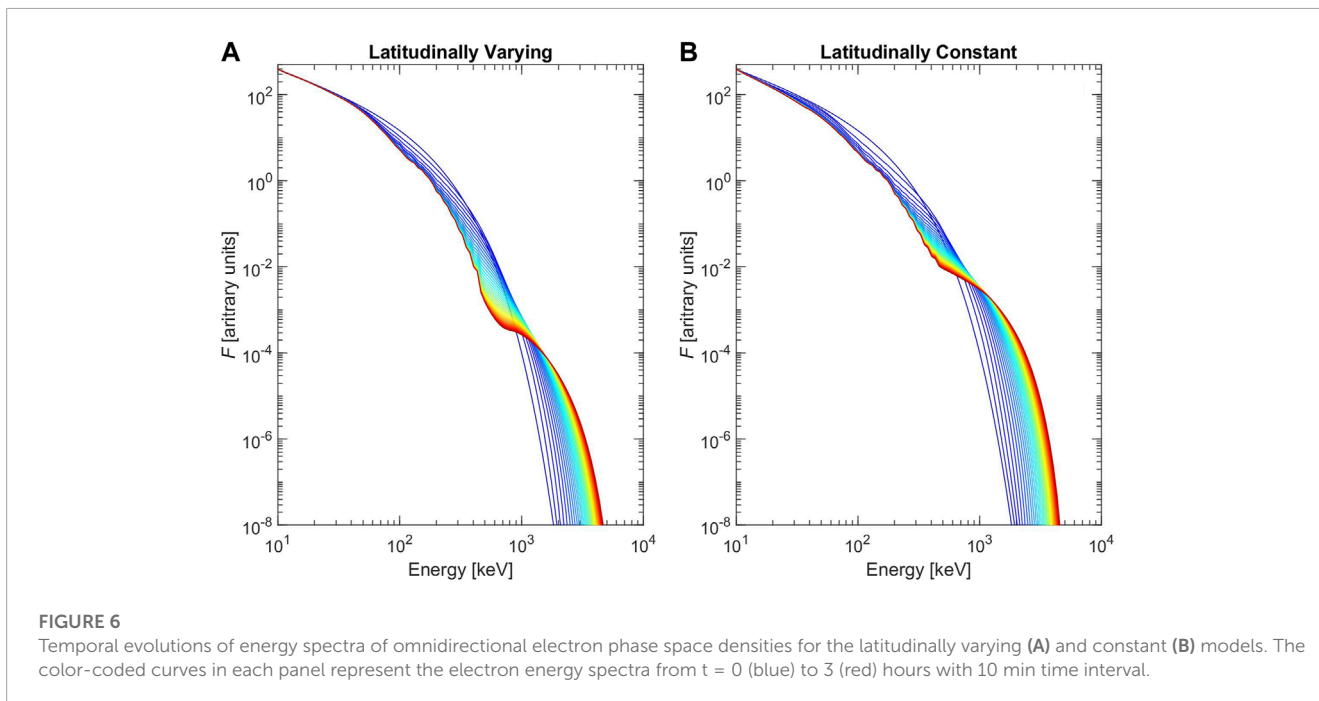 A Latitudinally Varying
B Latitudinally Constant
10^2
10^0
10^-2
10^-4
10^-6
10^-8
F [aritrary units]
10^1 10^2 10^3 10^4
Energy [keV]
10^2
10^0
10^-2
10^-4
10^-6
10^-8
F [aritrary units]
10^1 10^2 10^3 10^4
Energy [keV]
FIGURE 6
Temporal evolutions of energy spectra of omnidirectional electron phase space densities for the latitudinally varying (A) and constant (B) models. The
color-coded curves in each panel represent the electron energy spectra from t = 0 (blue) to 3 (red) hours with 10 min time interval.